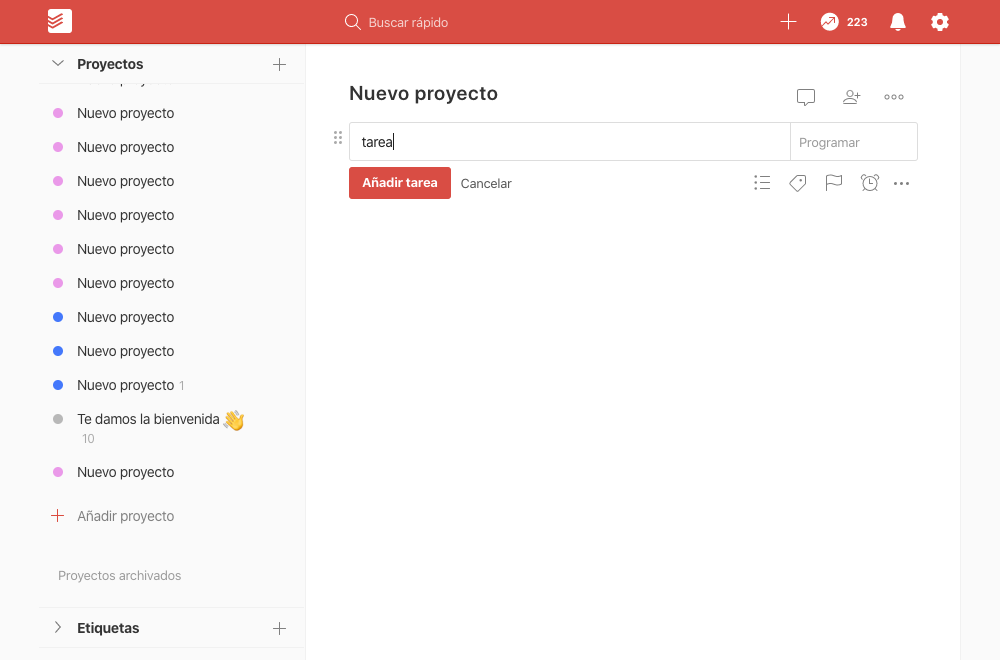 Buscar rápido
223
Proyectos
Nuevo proyecto
Nuevo proyecto
Nuevo proyecto
Nuevo proyecto
Nuevo proyecto
Nuevo proyecto
Nuevo proyecto
Nuevo proyecto
Nuevo proyecto 1
Te damos la bienvenida 👋
10
Nuevo proyecto
Añadir proyecto
Proyectos archivados
Etiquetas
Nuevo proyecto
tarea
Programar
Añadir tarea
Cancelar